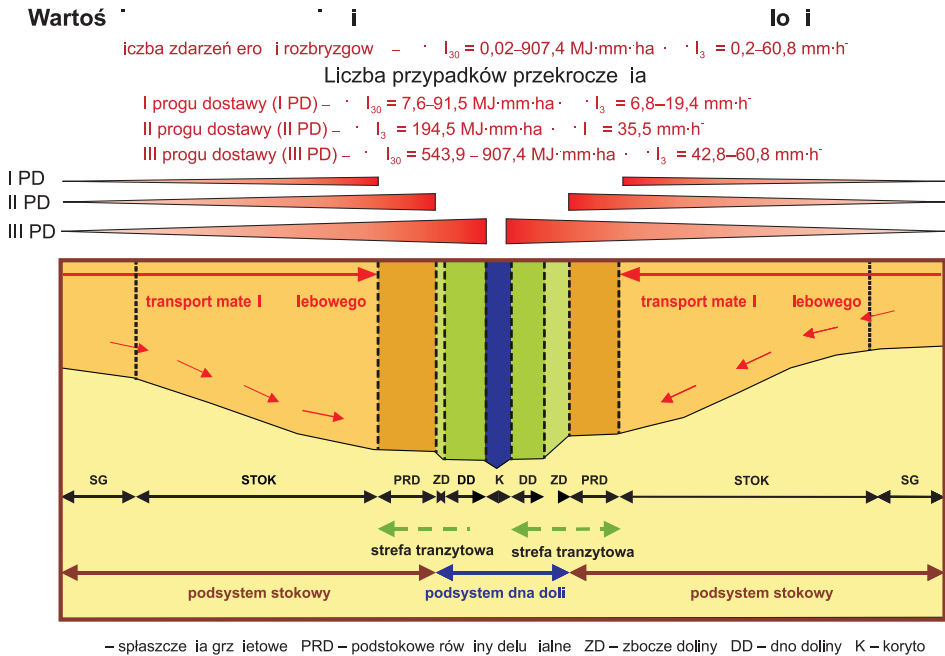 Wartoś
iczba zdarzeń ero i rozbryzgow – I30 = 0,02–907,4 MJ·mm·ha · I3 = 0,2–60,8 mm·h-
Liczba przypadków przekrocze ia
I progu dostawy (I PD) – I30 = 7,6–91,5 MJ·mm·ha · I3 = 6,8–19,4 mm·h-
II progu dostawy (II PD) – I3 = 194,5 MJ·mm·ha · I = 35,5 mm·h-
III progu dostawy (III PD) – I30 = 543,9 – 907,4 MJ·mm·ha · I3 = 42,8–60,8 mm·h-
I PD
II PD
III PD
transport mate l lebowego transport mate l lebowego
SG STOK PRD ZD DD K DD ZD PRD STOK SG
strefa tranzytowa strefa tranzytowa
podsystem stokowy podsystem dna doli podsystem stokowy
– spłaszcze ia grz ietowe PRD – podstokowe rów iny delu ialne ZD – zbocze doliny DD – dno doliny K – koryto